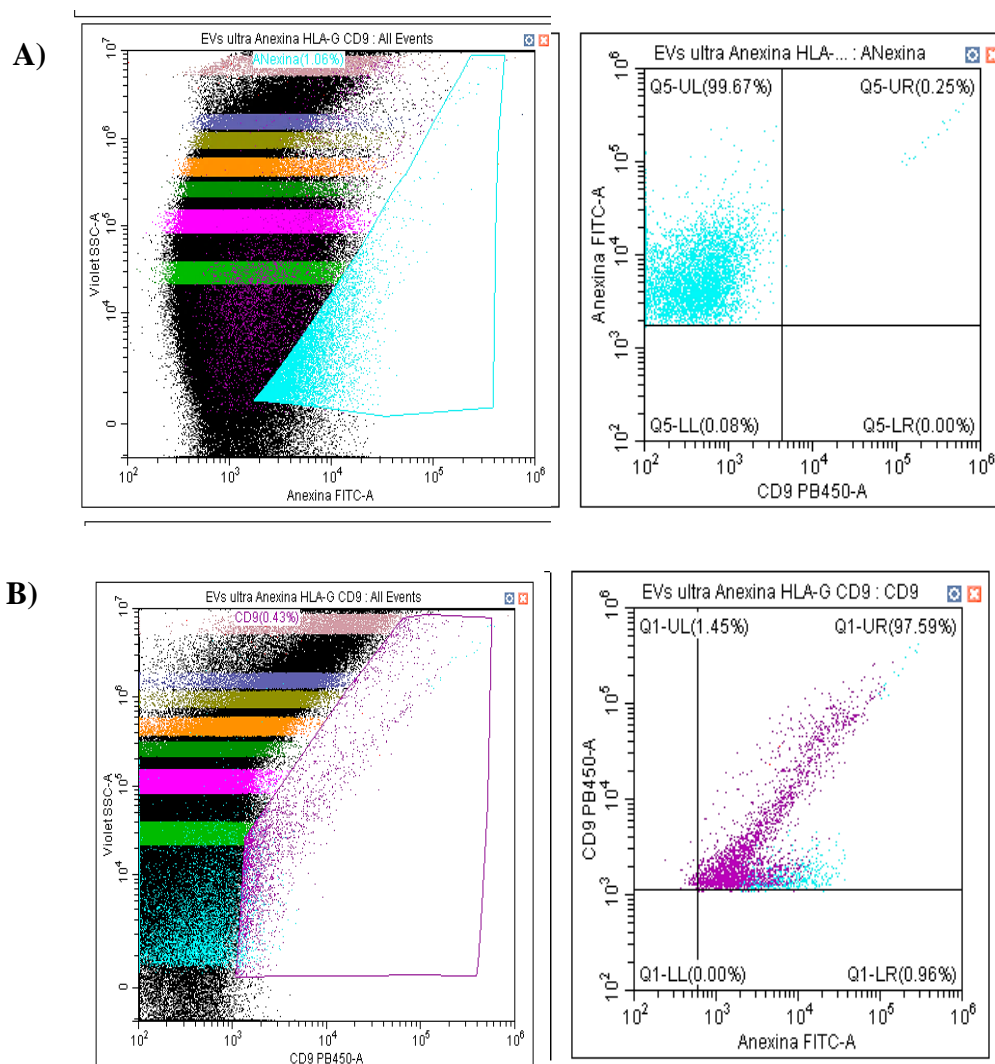 A)
EVs ultra Anexina HLA-G CD9 : All Events
ANexina(1.06%)
Violet SSC-A
10^7
10^6
10^5
10^4
0
10^2 10^3 10^4 10^5 10^6
Anexina FITC-A
EVs ultra Anexina HLA-... : ANexina
Q5-UL(99.67%) Q5-UR(0.25%)
Anexina FITC-A
10^6
10^5
10^4
10^3
10^2
Q5-LL(0.08%) Q5-LR(0.00%)
10^2 10^3 10^4 10^5 10^6
CD9 PB450-A
B)
EVs ultra Anexina HLA-G CD9 : All Events
CD9(0.43%)
Violet SSC-A
10^7
10^6
10^5
10^4
0
10^2 10^3 10^4 10^5 10^6
CD9 PB450-A
EVs ultra Anexina HLA-G CD9 : CD9
Q1-UL(1.45%) Q1-UR(97.59%)
CD9 PB450-A
10^6
10^5
10^4
10^3
10^2
Q1-LL(0.00%) Q1-LR(0.96%)
10^3 10^4 10^5 10^6
Anexina FITC-A